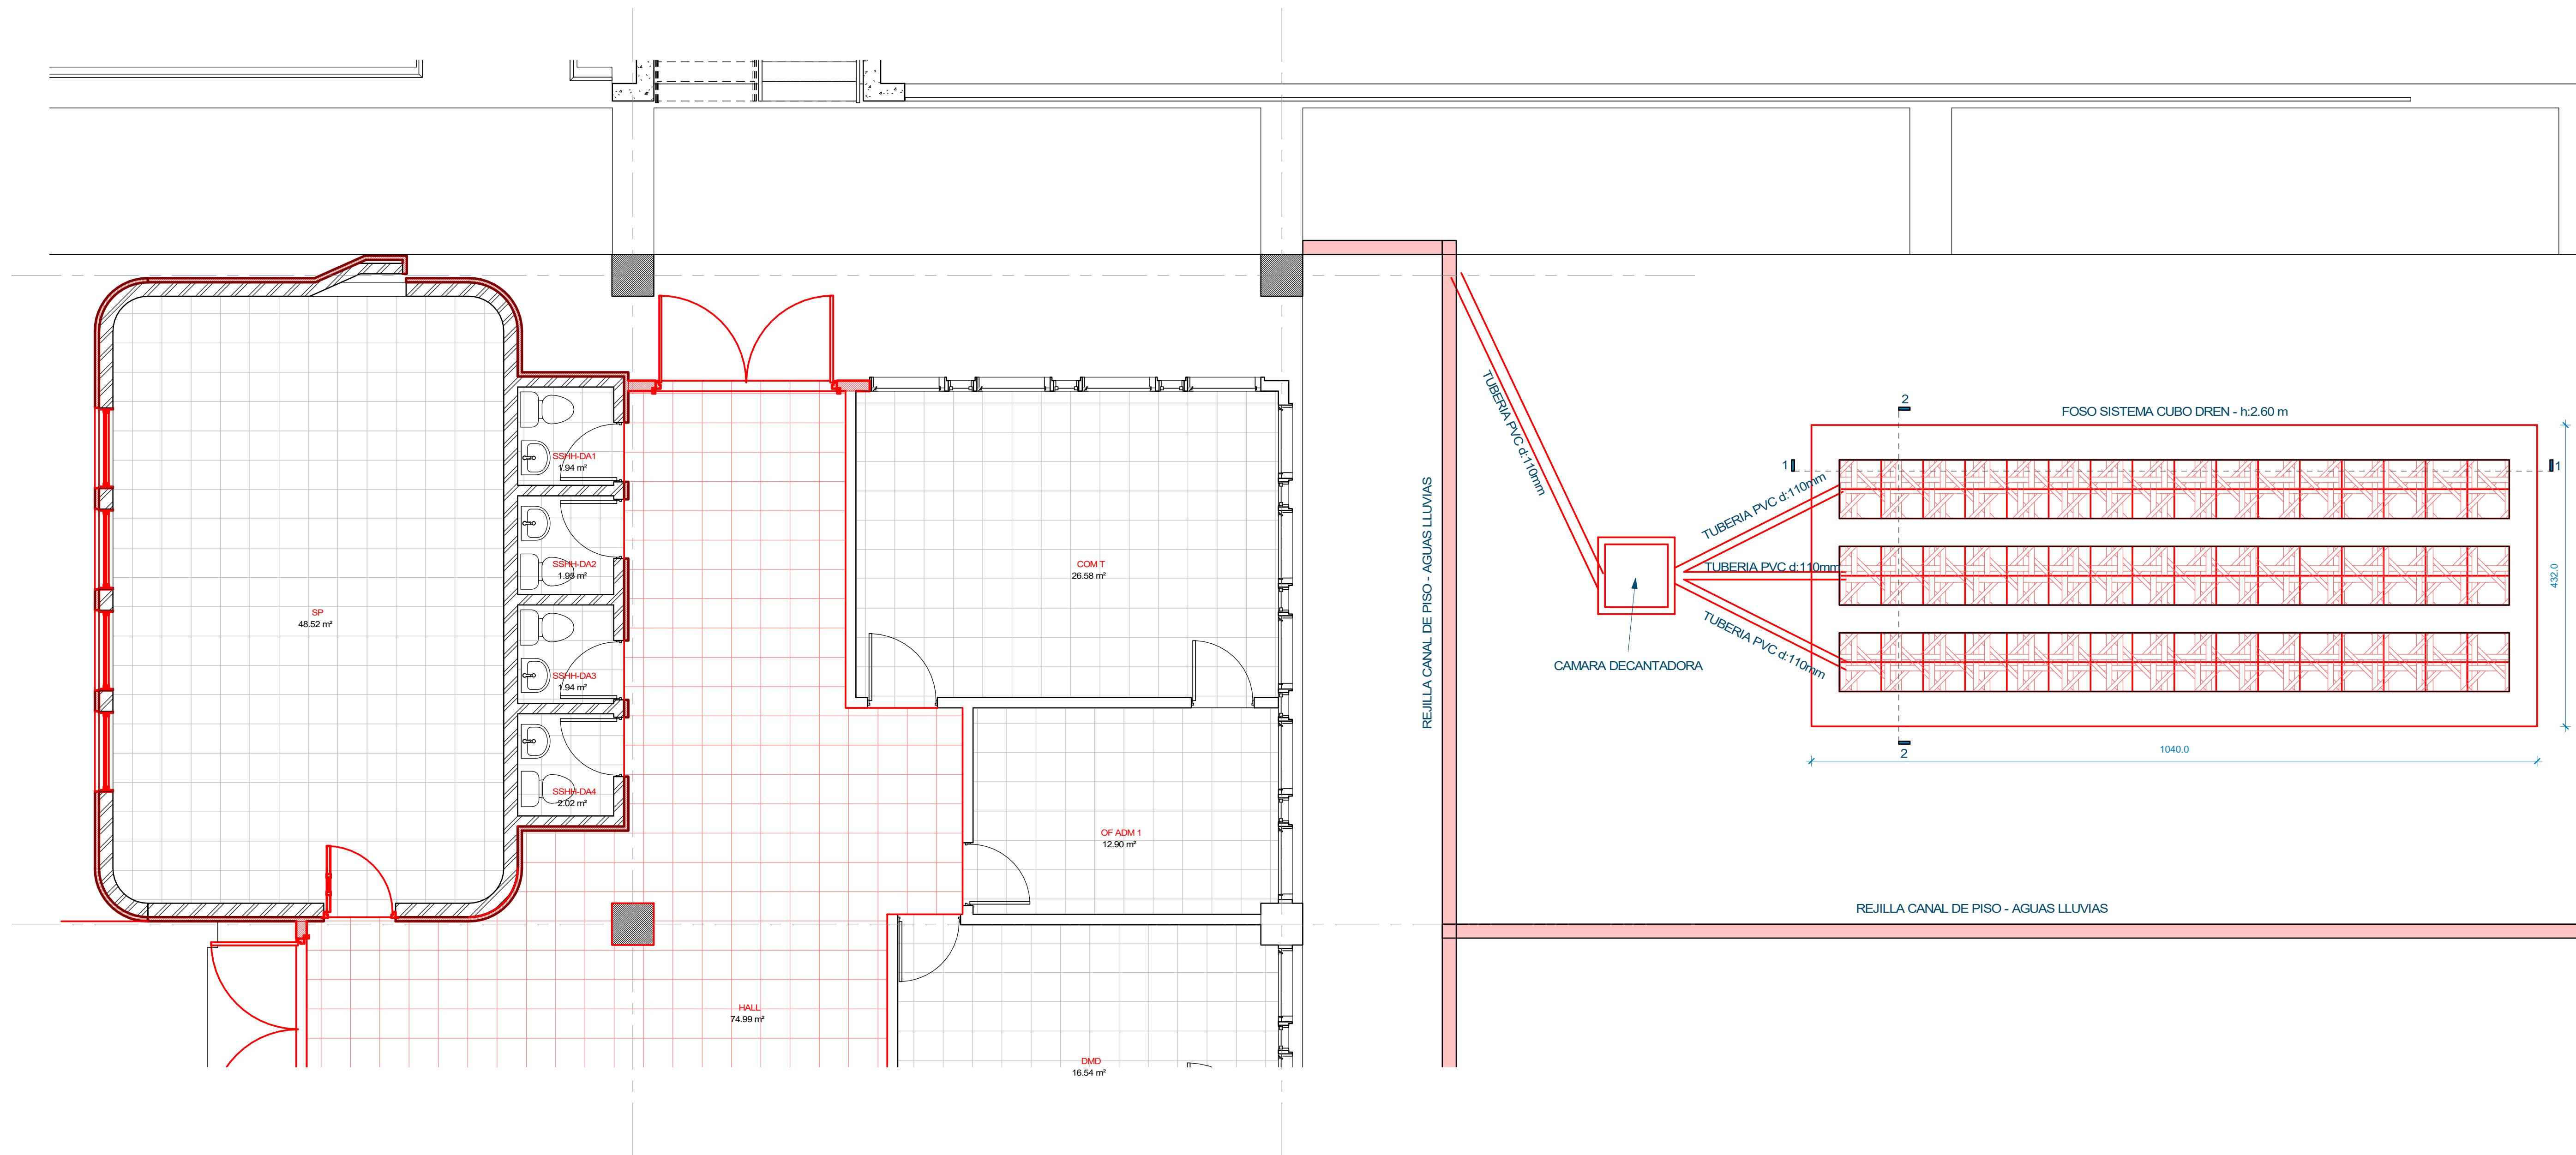 SP
48.52 m²
SSHH-DA1
1.94 m²
SSHH-DA2
1.95 m²
SSHH-DA3
1.94 m²
SSHH-DA4
2.02 m²
COM T
26.58 m²
OF ADM 1
12.90 m²
HALL
74.99 m²
DMD
16.54 m²
REJILLA CANAL DE PISO - AGUAS LLUVIAS
TUBERIA PVC d:110mm
CAMARA DECANTADORA
TUBERIA PVC d:110mm
TUBERIA PVC d:110mm
TUBERIA PVC d:110mm
FOSO SISTEMA CUBO DREN - h:2.60 m
2
1
1
2
432.0
1040.0
REJILLA CANAL DE PISO - AGUAS LLUVIAS